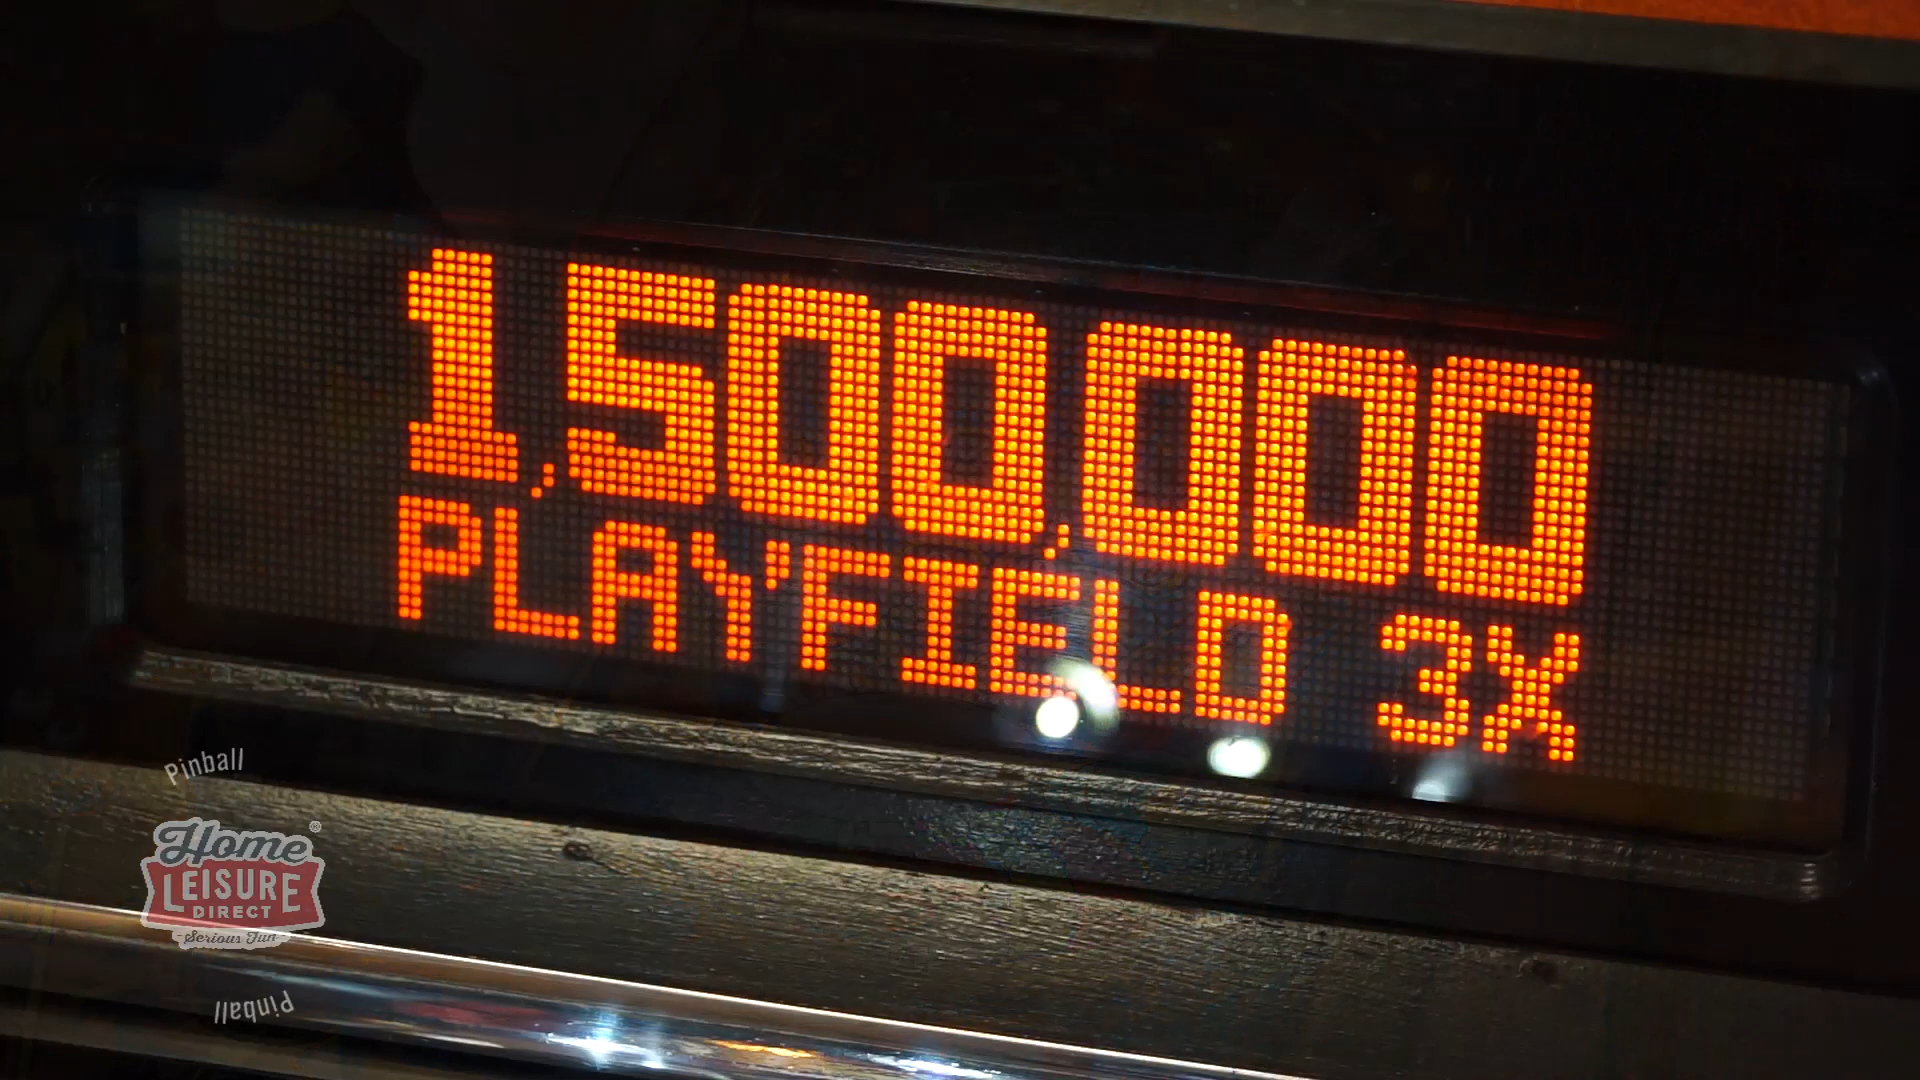 1,500,000
PLAYFIELD 3X
Pinball
Home®
LEISURE
DIRECT
-Serious Fun-
Pinball